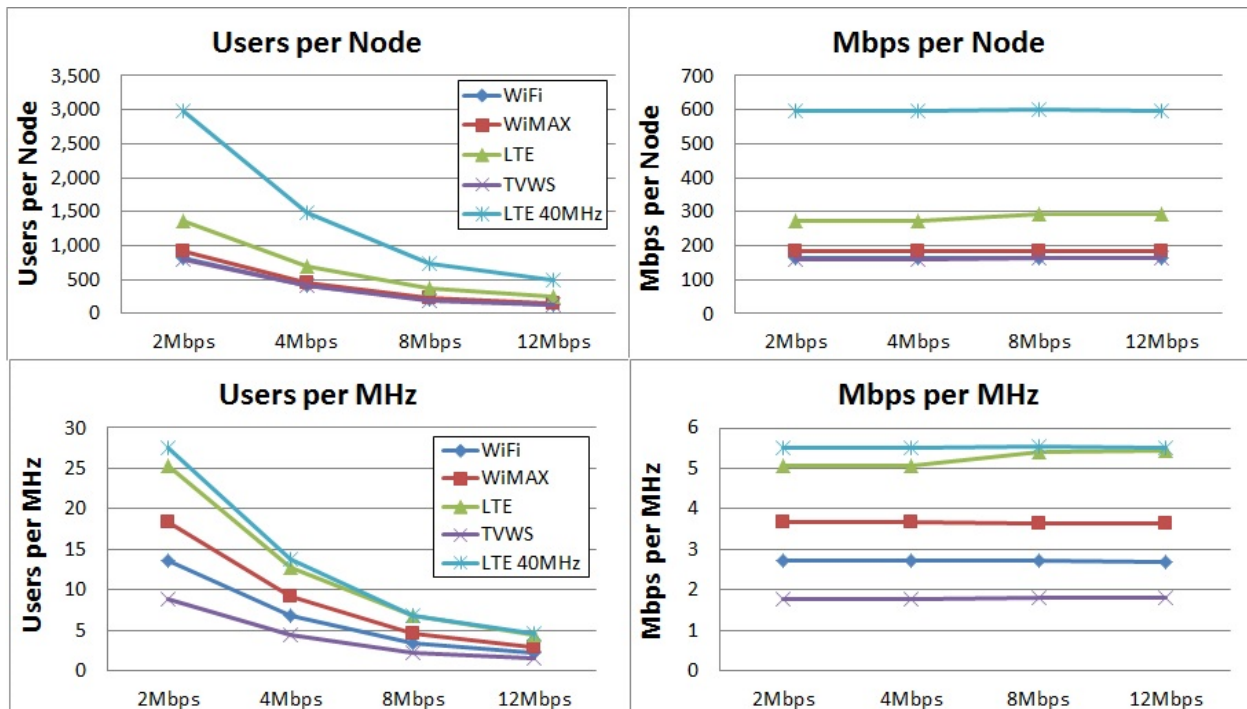 Users per Node
Users per Node
3,500
3,000
2,500
2,000
1,500
1,000
500
0
2Mbps 4Mbps 8Mbps 12Mbps
WiFi
WiMAX
LTE
TVWS
LTE 40MHz
Mbps per Node
Mbps per Node
700
600
500
400
300
200
100
0
2Mbps 4Mbps 8Mbps 12Mbps
Users per MHz
Users per MHz
30
25
20
15
10
5
0
2Mbps 4Mbps 8Mbps 12Mbps
WiFi
WiMAX
LTE
TVWS
LTE 40MHz
Mbps per MHz
Mbps per MHz
6
5
4
3
2
1
0
2Mbps 4Mbps 8Mbps 12Mbps